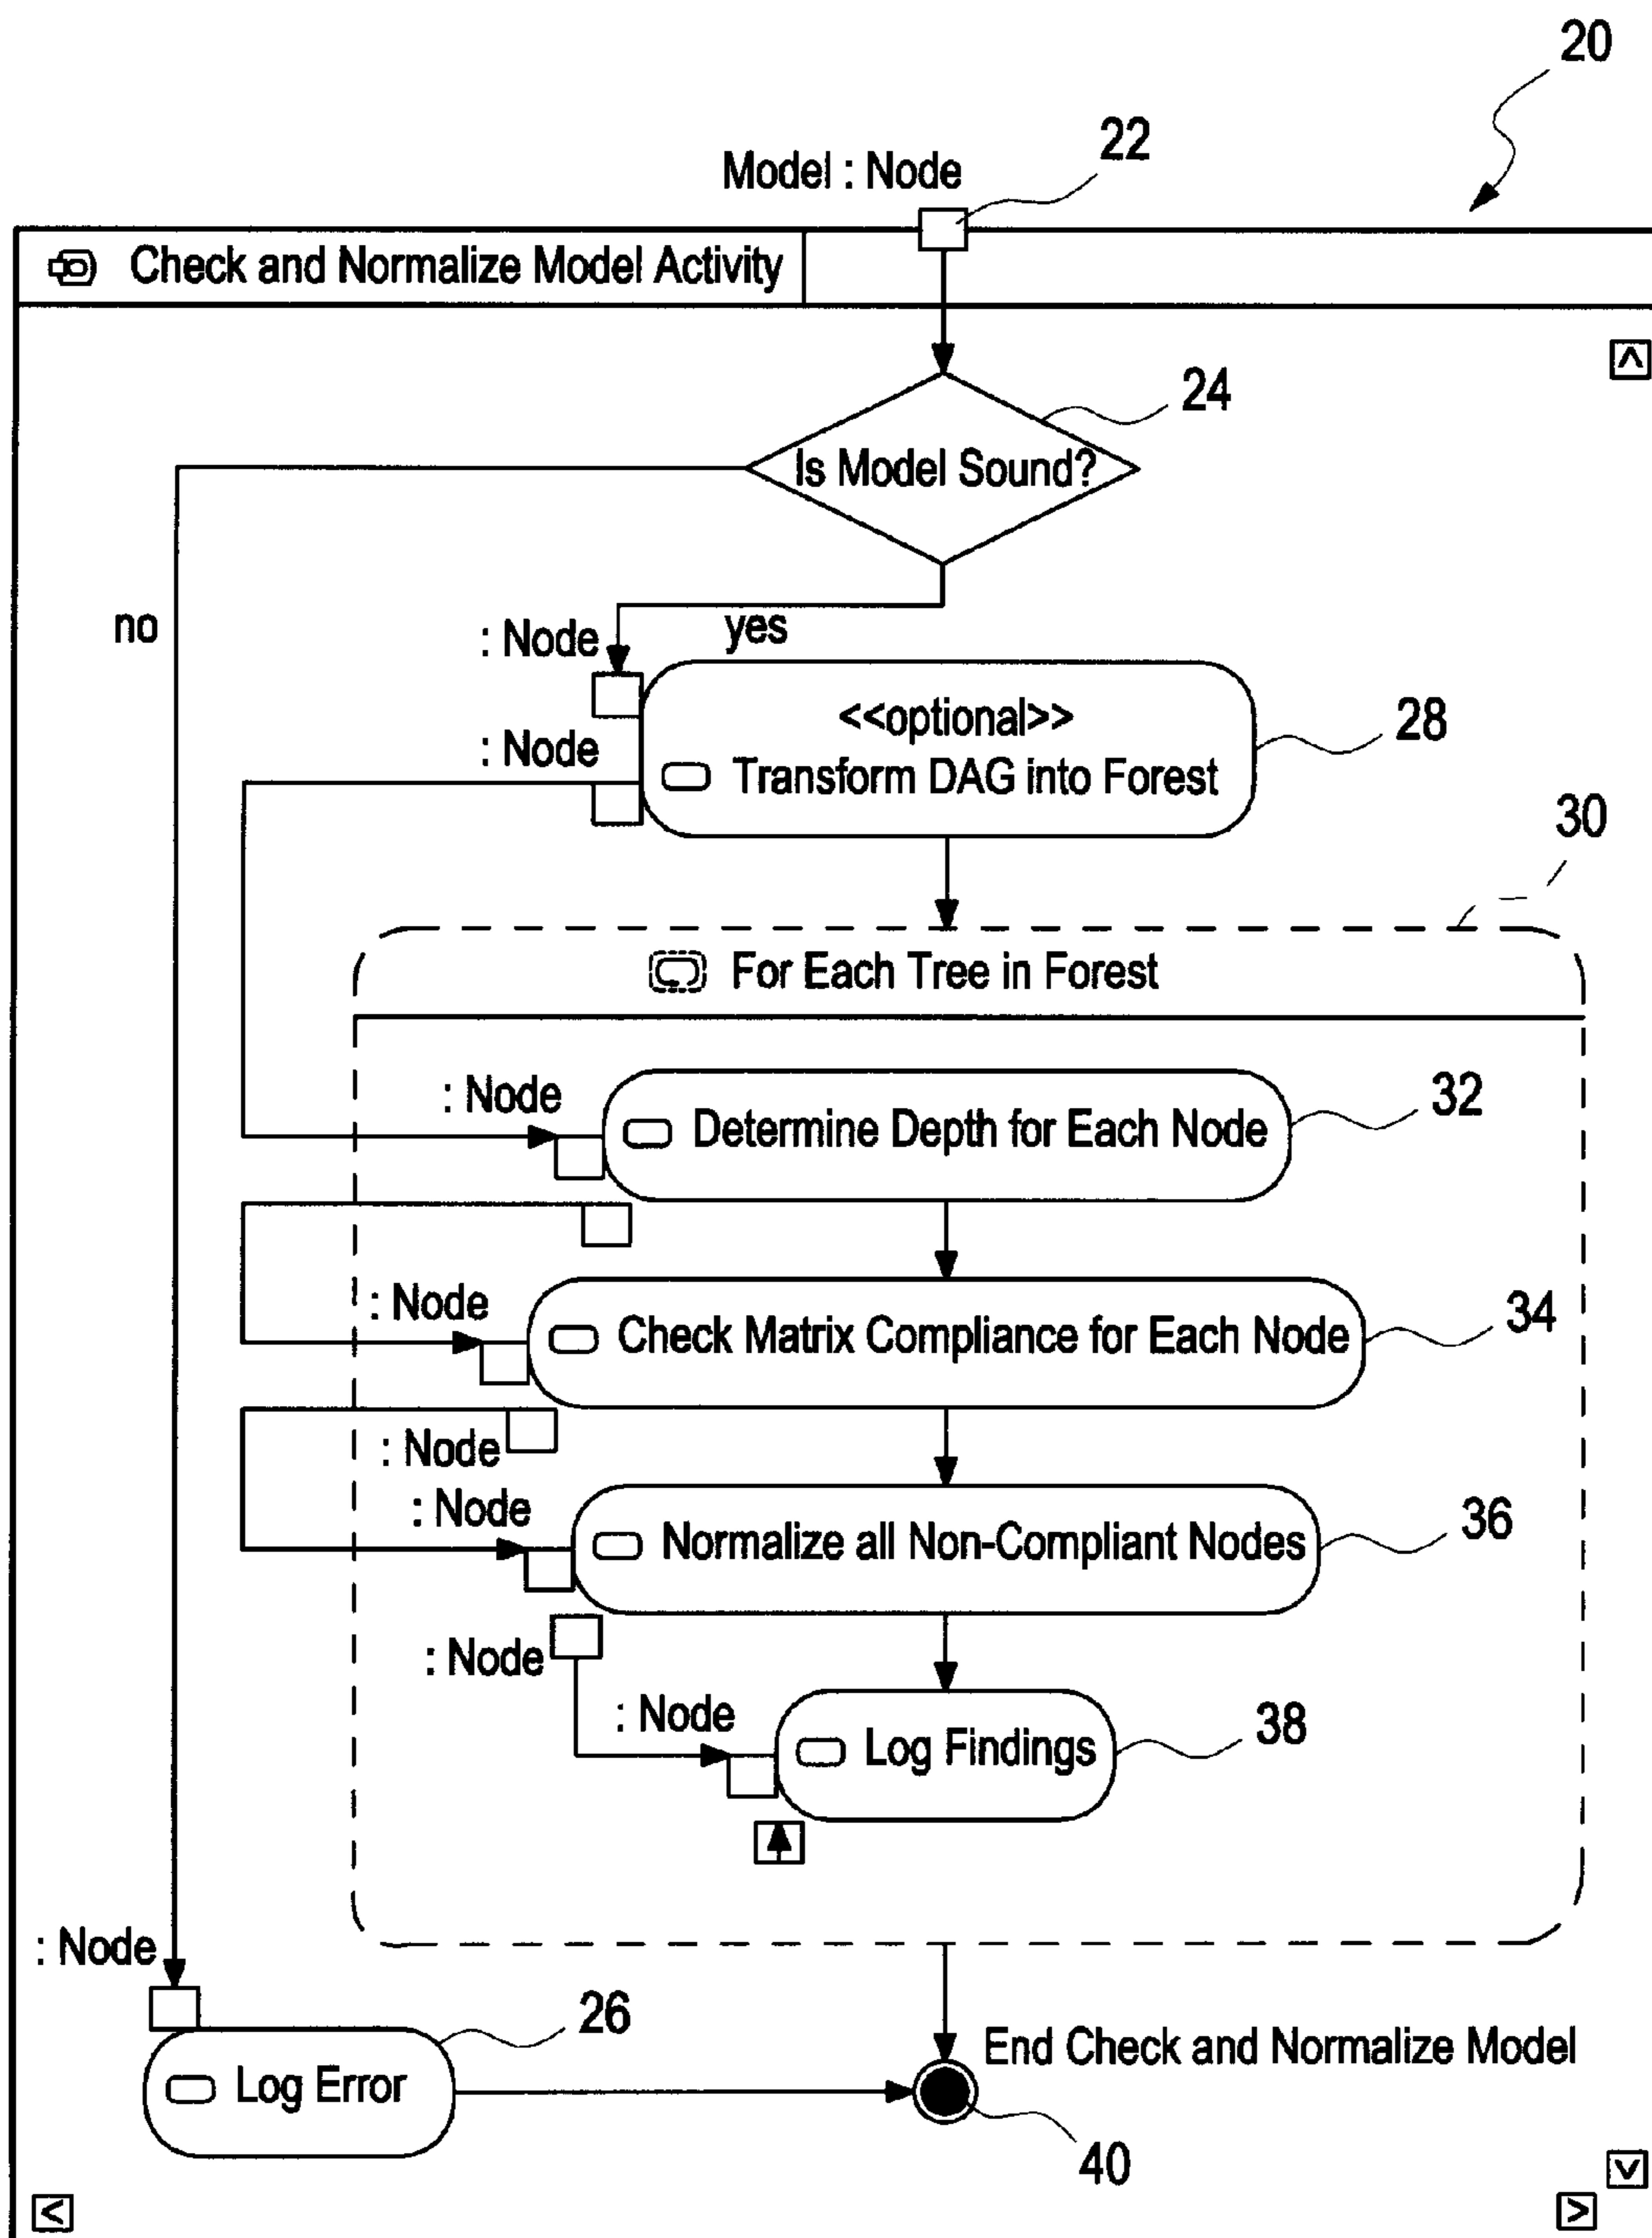 20
22
Model : Node
Check and Normalize Model Activity
^
24
Is Model Sound?
no
: Node
yes
<<optional>>
28
: Node
Transform DAG into Forest
30
For Each Tree in Forest
: Node
Determine Depth for Each Node
32
: Node
Check Matrix Compliance for Each Node
34
: Node
: Node
Normalize all Non-Compliant Nodes
36
: Node
: Node
Log Findings
38
: Node
26
End Check and Normalize Model
Log Error
40
v
<
>